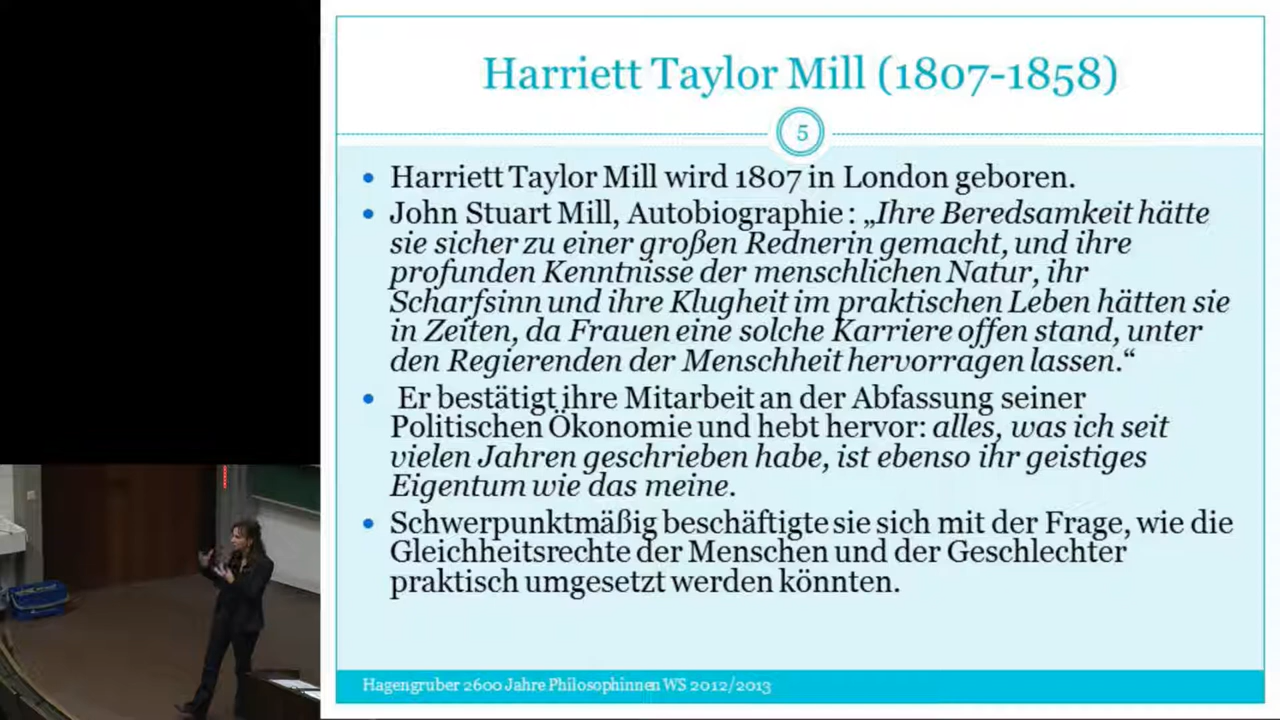 Harriett Taylor Mill (1807-1858)
5
• Harriett Taylor Mill wird 1807 in London geboren.
• John Stuart Mill, Autobiographie : „Ihre Beredsamkeit hätte
sie sicher zu einer großen Rednerin gemacht, und ihre
profunden Kenntnisse der menschlichen Natur, ihr
Scharfsinn und ihre Klugheit im praktischen Leben hätten sie
in Zeiten, da Frauen eine solche Karriere offen stand, unter
den Regierenden der Menschheit hervorragen lassen.“
• Er bestätigt ihre Mitarbeit an der Abfassung seiner
Politischen Ökonomie und hebt hervor: alles, was ich seit
vielen Jahren geschrieben habe, ist ebenso ihr geistiges
Eigentum wie das meine.
• Schwerpunktmäßig beschäftigte sie sich mit der Frage, wie die
Gleichheitsrechte der Menschen und der Geschlechter
praktisch umgesetzt werden könnten.
Hagengruber 2600 Jahre Philosophinnen WS 2012/2013